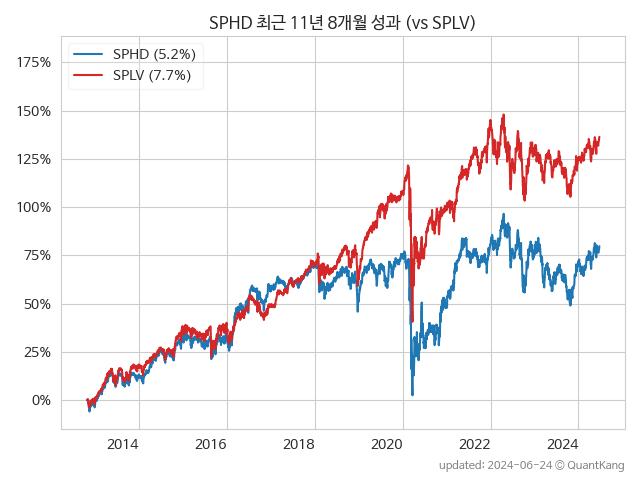 SPHD 최근 11년 8개월 성과 (vs SPLV)
SPHD (5.2%)
SPLV (7.7%)
175%
150%
125%
100%
75%
50%
25%
0%
2014 2016 2018 2020 2022 2024
updated: 2024-06-24 © QuantKang